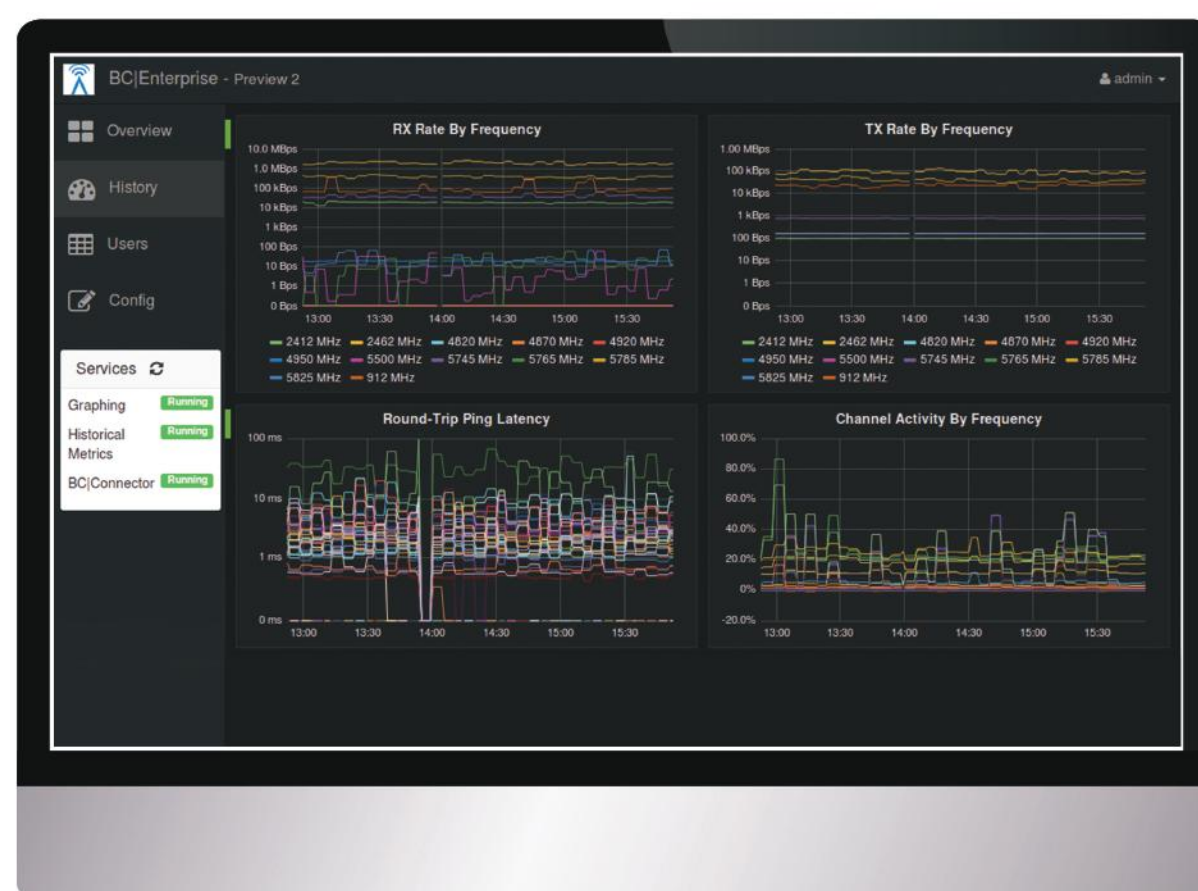 BC|Enterprise - Preview 2
admin
Overview
History
Users
Config
Services
Graphing Running
Historical Metrics Running
BC|Connector Running
RX Rate By Frequency
10.0 MBps
1.0 MBps
100 kBps
10 kBps
1 kBps
100 Bps
10 Bps
1 Bps
0 Bps
13:00 13:30 14:00 14:30 15:00 15:30
2412 MHz 2462 MHz 4820 MHz 4870 MHz 4920 MHz
4950 MHz 5500 MHz 5745 MHz 5765 MHz 5785 MHz
5825 MHz 912 MHz
TX Rate By Frequency
1.00 MBps
100 kBps
10 kBps
1 kBps
100 Bps
10 Bps
1 Bps
0 Bps
13:00 13:30 14:00 14:30 15:00 15:30
2412 MHz 2462 MHz 4820 MHz 4870 MHz 4920 MHz
4950 MHz 5500 MHz 5745 MHz 5765 MHz 5785 MHz
5825 MHz 912 MHz
Round-Trip Ping Latency
100 ms
10 ms
1 ms
0 ms
13:00 13:30 14:00 14:30 15:00 15:30
Channel Activity By Frequency
100.0%
80.0%
60.0%
40.0%
20.0%
0%
-20.0%
13:00 13:30 14:00 14:30 15:00 15:30